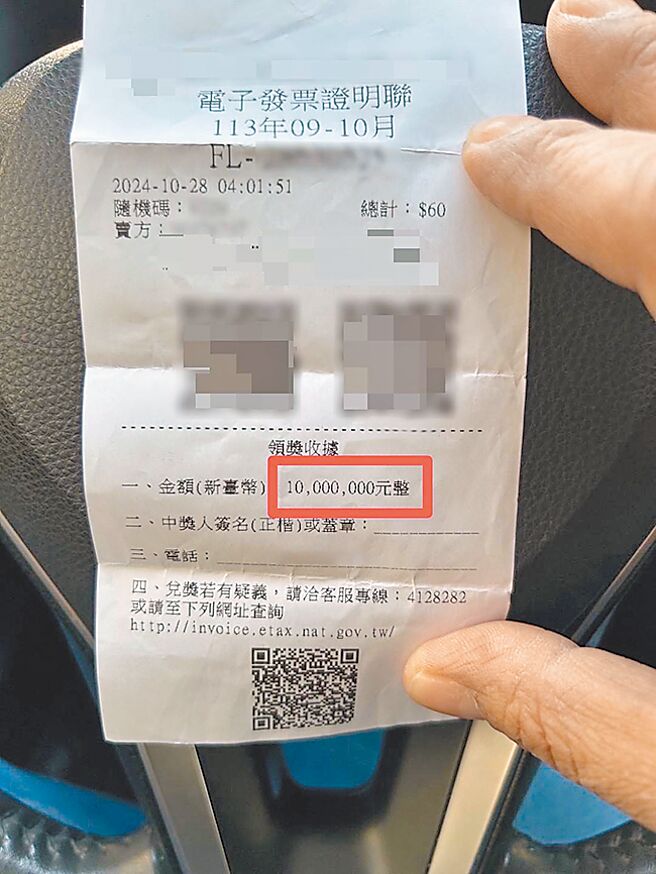 電子發票證明聯
113年09-10月
FL-
2024-10-28 04:01:51
隨機碼： 總計：$60
賣方：
領獎收據
一、金額(新臺幣) 10,000,000元整
二、中獎人簽名(正楷)或蓋章：
三、電話：
四、兌獎若有疑義，請洽客服專線：4128282
或請至下列網址查詢
http://invoice.etax.nat.gov.tw/